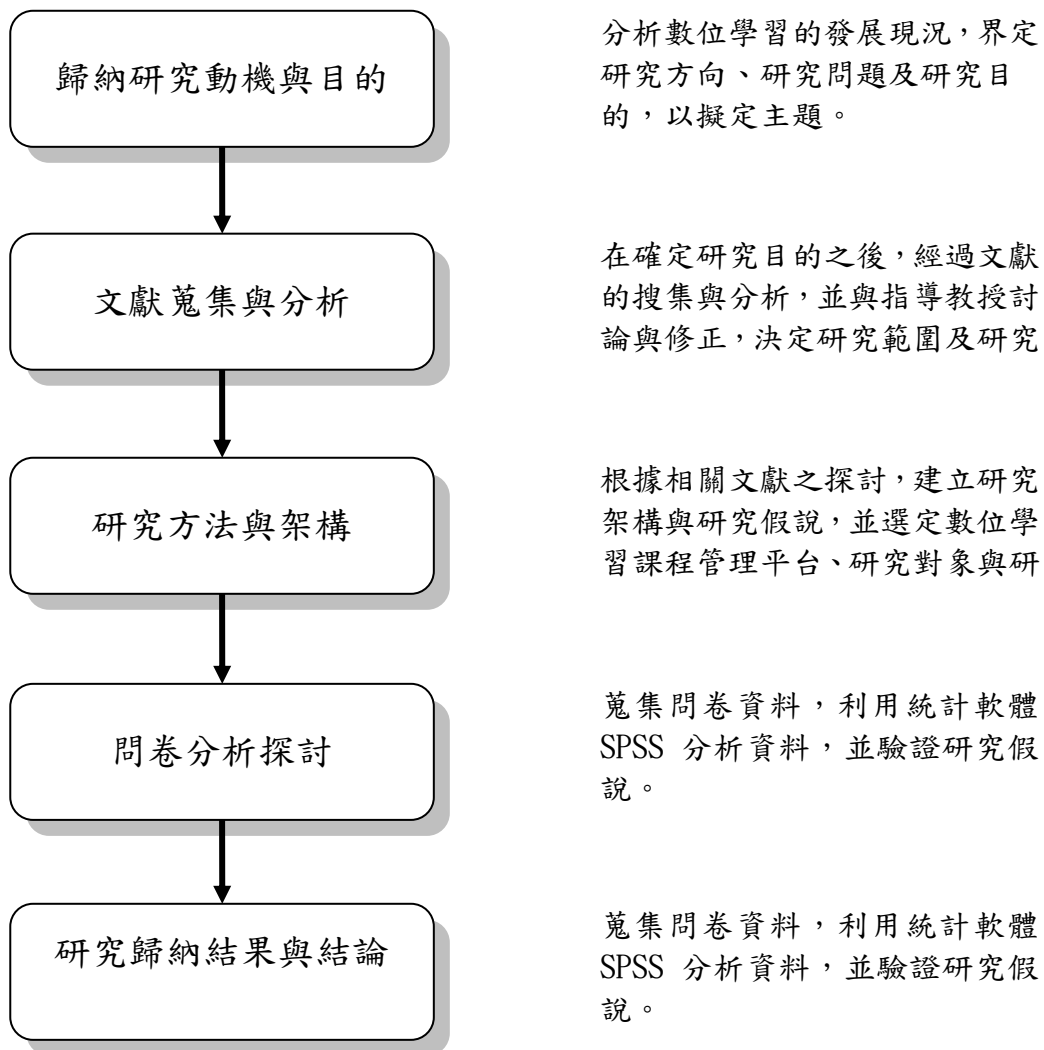 歸納研究動機與目的
分析數位學習的發展現況，界定
研究方向、研究問題及研究目
的，以擬定主題。
文獻蒐集與分析
在確定研究目的之後，經過文獻
的搜集與分析，並與指導教授討
論與修正，決定研究範圍及研究
研究方法與架構
根據相關文獻之探討，建立研究
架構與研究假說，並選定數位學
習課程管理平台、研究對象與研
問卷分析探討
蒐集問卷資料，利用統計軟體
SPSS 分析資料，並驗證研究假
說。
研究歸納結果與結論
蒐集問卷資料，利用統計軟體
SPSS 分析資料，並驗證研究假
說。